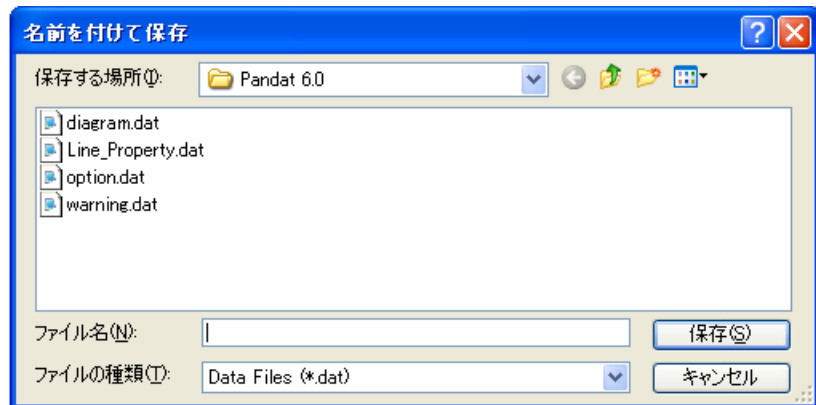 名前を付けて保存
保存する場所(I): Pandat 6.0
diagram.dat
Line_Property.dat
option.dat
warning.dat
ファイル名(N): 保存(S)
ファイルの種類(T): Data Files (*.dat) キャンセル